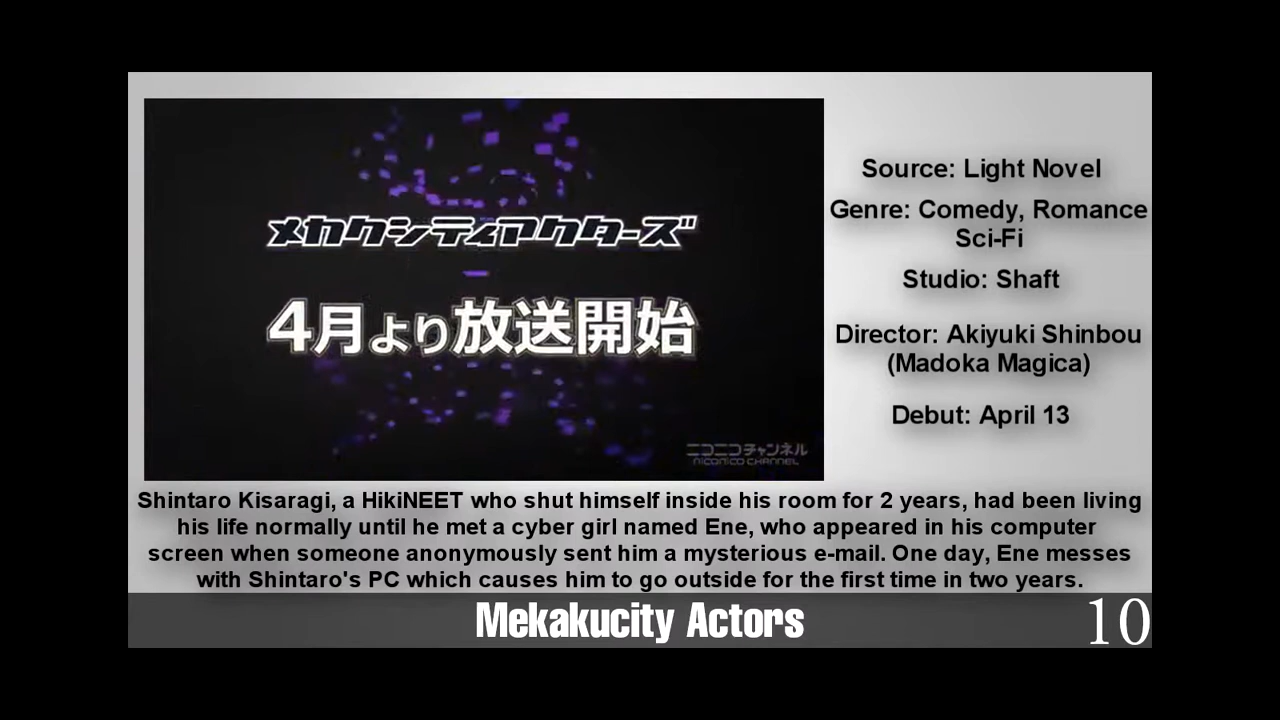 メカクシティアクターズ
4月より放送開始
ニコニコチャンネル
NICONICO CHANNEL
Source: Light Novel
Genre: Comedy, Romance
Sci-Fi
Studio: Shaft
Director: Akiyuki Shinbou
(Madoka Magica)
Debut: April 13
Shintaro Kisaragi, a HikiNEET who shut himself inside his room for 2 years, had been living
his life normally until he met a cyber girl named Ene, who appeared in his computer
screen when someone anonymously sent him a mysterious e-mail. One day, Ene messes
with Shintaro's PC which causes him to go outside for the first time in two years.
Mekakucity Actors
10